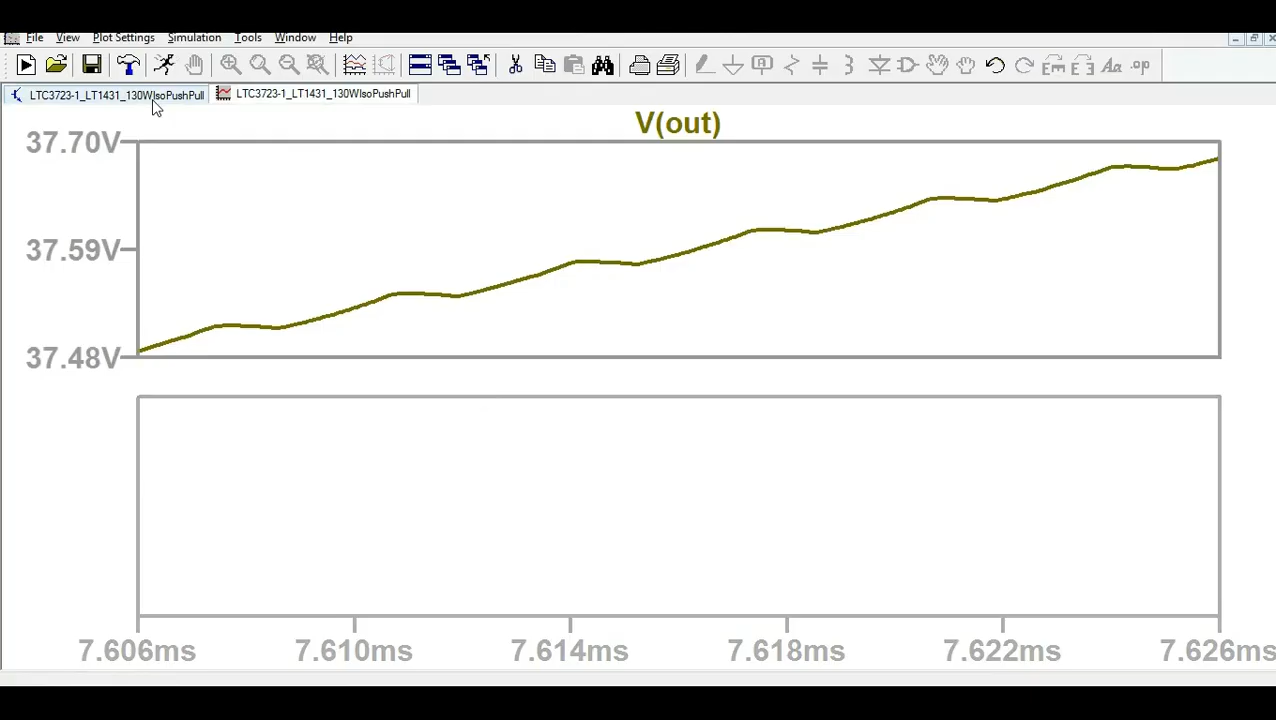 File View Plot Settings Simulation Tools Window Help
LTC3723-1_LT1431_130WIsoPushPull LTC3723-1_LT1431_130WIsoPushPull
V(out)
37.70V
37.59V
37.48V
7.606ms 7.610ms 7.614ms 7.618ms 7.622ms 7.626ms